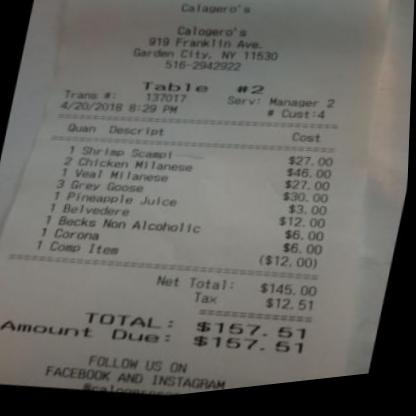 Calagero's
Calogero's
919 Franklin Ave.
Garden City, NY 11530
516-2942922
Table #2
Trans #: 137017 Serv: Manager 2
4/20/2018 8:29 PM # Cust:4
Quan Descript Cost
1 Shrimp Scampi $27.00
2 Chicken Milanese $46.00
1 Veal Milanese $27.00
3 Grey Goose $30.00
1 Pineapple Juice $3.00
1 Belvedere $12.00
1 Becks Non Alcoholic $6.00
1 Corona $6.00
1 Comp Item ($12.00)
Net Total: $145.00
Tax $12.51
TOTAL: $157.51
Amount Due: $157.51
FOLLOW US ON
FACEBOOK AND INSTAGRAM